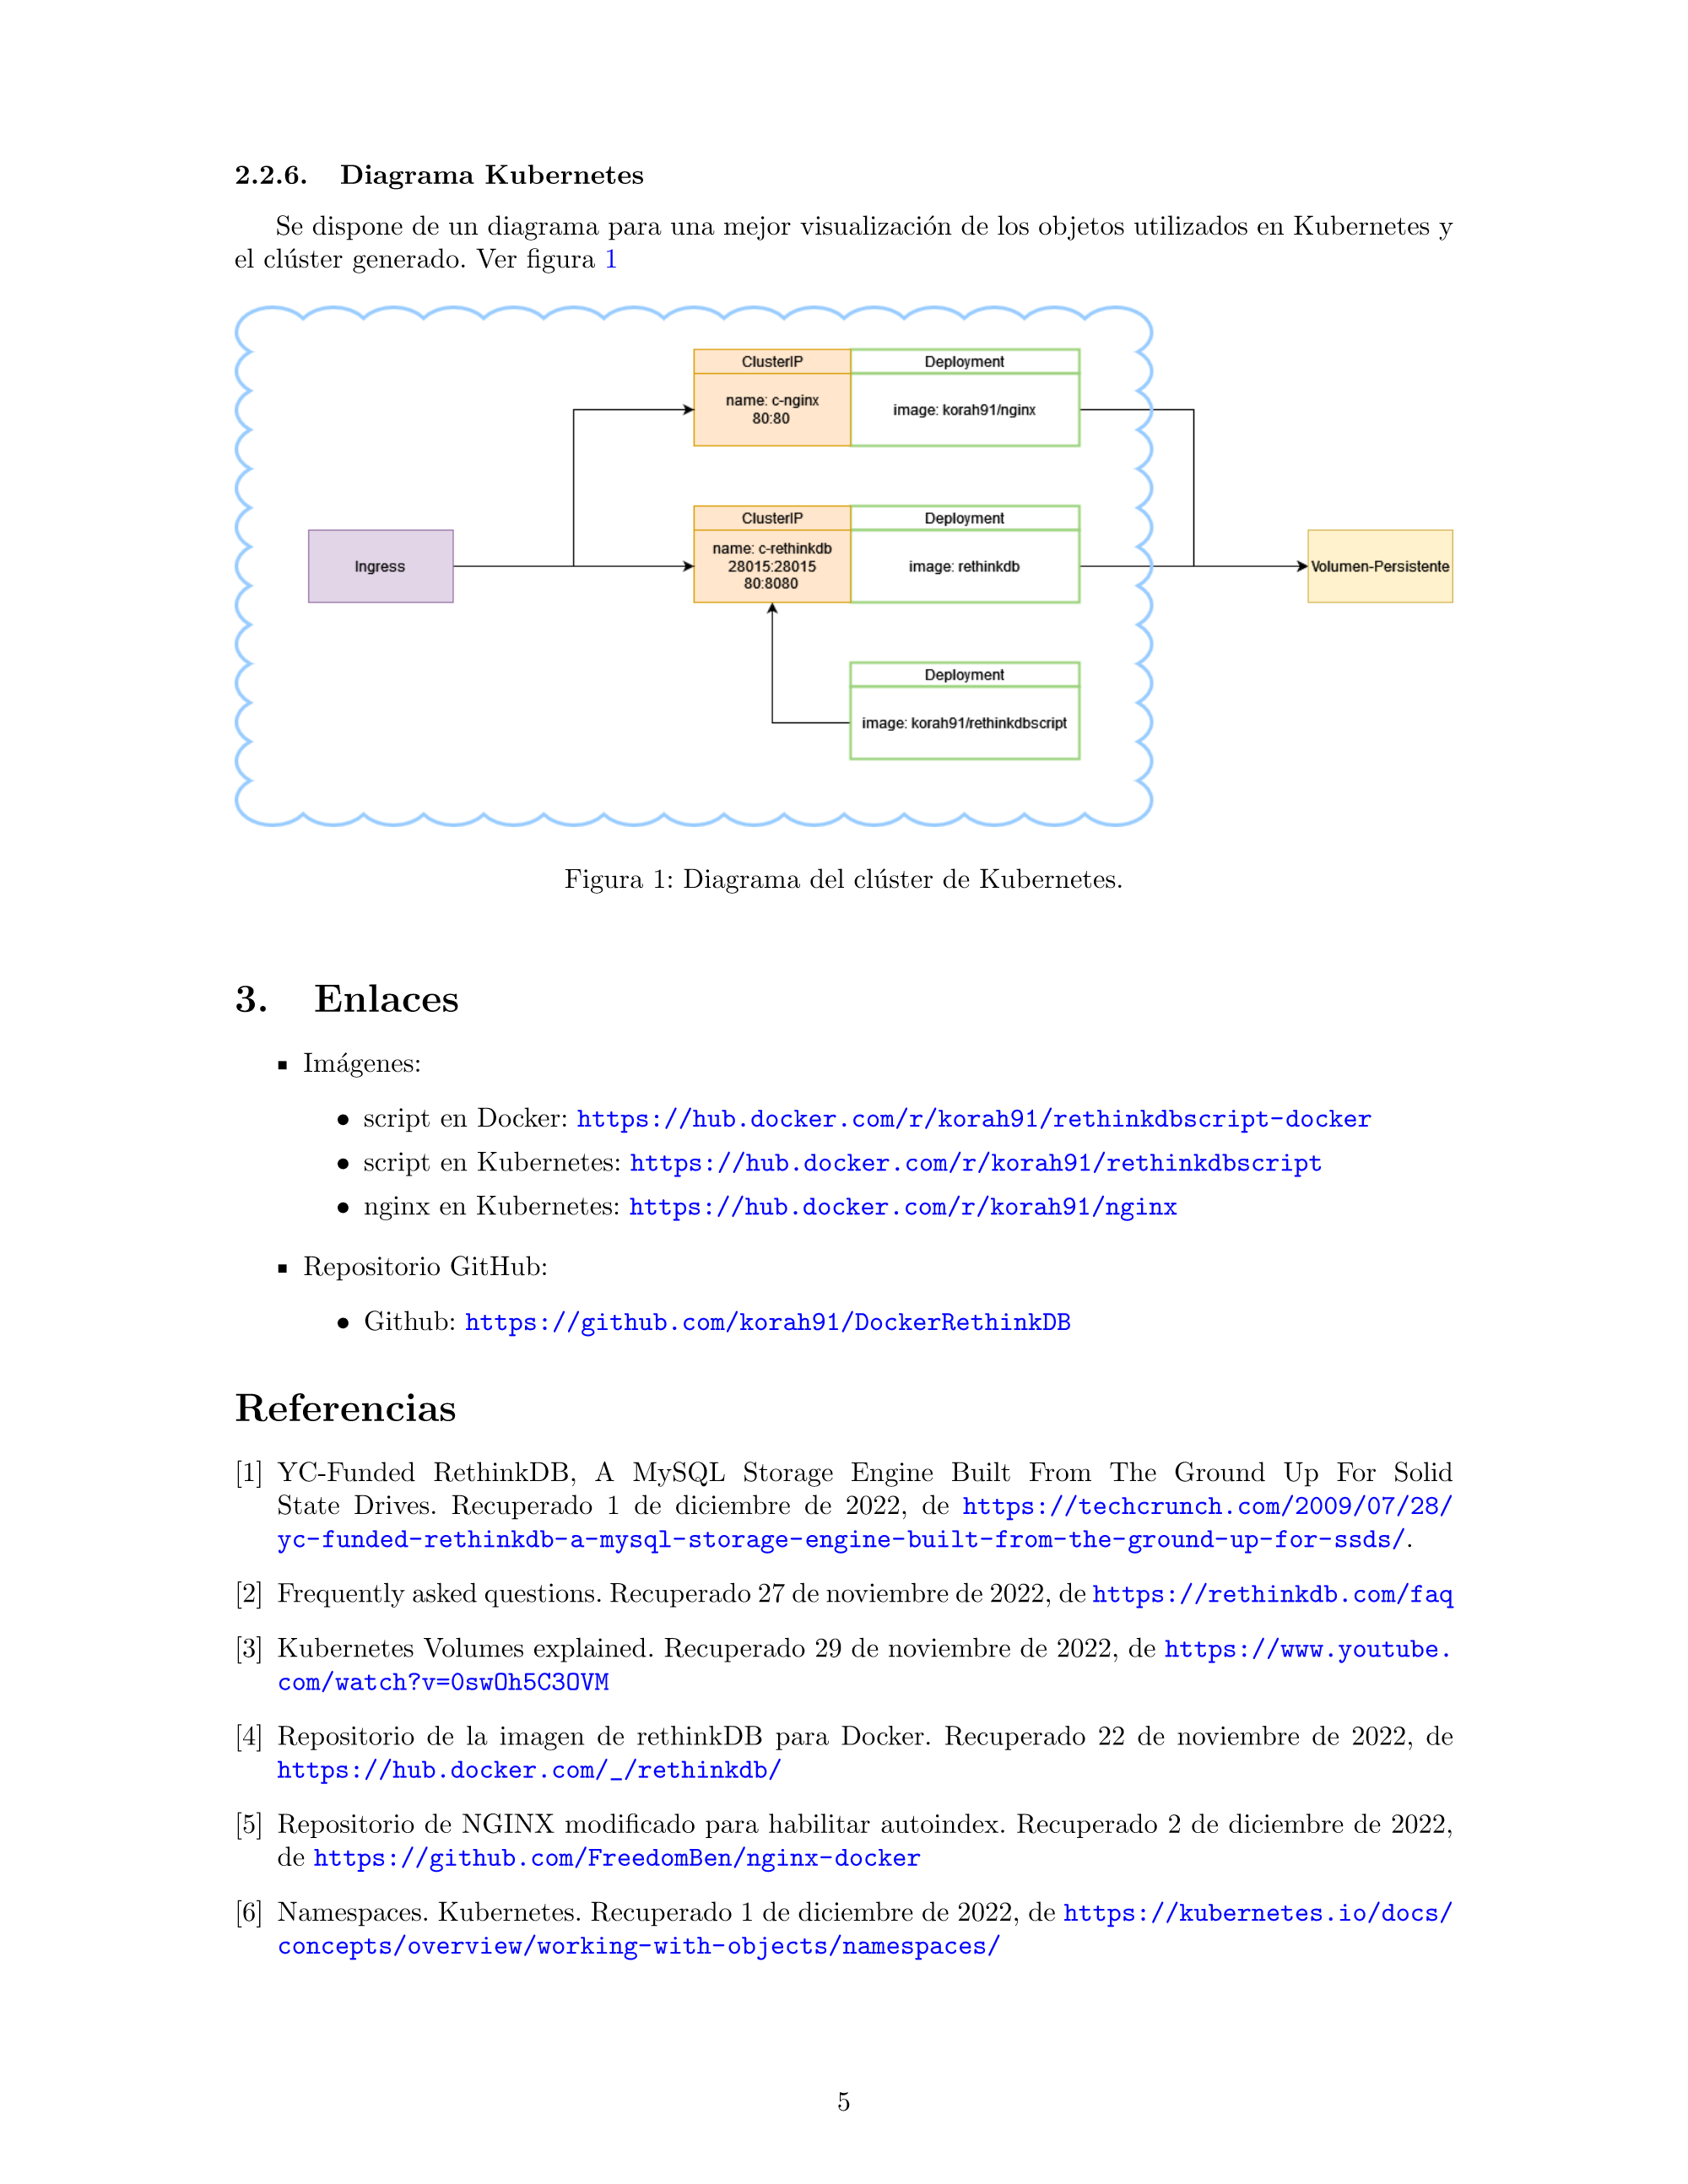 2.2.6. Diagrama Kubernetes
Se dispone de un diagrama para una mejor visualización de los objetos utilizados en Kubernetes y
el clúster generado. Ver figura 1
ClusterIP
Deployment
name: c-nginx
80:80
image: korah91/nginx
Ingress
ClusterIP
Deployment
name: c-rethinkdb
28015:28015
80:8080
image: rethinkdb
Volumen-Persistente
Deployment
image: korah91/rethinkdbscript
Figura 1: Diagrama del clúster de Kubernetes.
3. Enlaces
▪ Imágenes:
• script en Docker: https://hub.docker.com/r/korah91/rethinkdbscript-docker
• script en Kubernetes: https://hub.docker.com/r/korah91/rethinkdbscript
• nginx en Kubernetes: https://hub.docker.com/r/korah91/nginx
▪ Repositorio GitHub:
• Github: https://github.com/korah91/DockerRethinkDB
Referencias
[1] YC-Funded RethinkDB, A MySQL Storage Engine Built From The Ground Up For Solid
State Drives. Recuperado 1 de diciembre de 2022, de https://techcrunch.com/2009/07/28/
yc-funded-rethinkdb-a-mysql-storage-engine-built-from-the-ground-up-for-ssds/.
[2] Frequently asked questions. Recuperado 27 de noviembre de 2022, de https://rethinkdb.com/faq
[3] Kubernetes Volumes explained. Recuperado 29 de noviembre de 2022, de https://www.youtube.
com/watch?v=0swOh5C3OVM
[4] Repositorio de la imagen de rethinkDB para Docker. Recuperado 22 de noviembre de 2022, de
https://hub.docker.com/_/rethinkdb/
[5] Repositorio de NGINX modificado para habilitar autoindex. Recuperado 2 de diciembre de 2022,
de https://github.com/FreedomBen/nginx-docker
[6] Namespaces. Kubernetes. Recuperado 1 de diciembre de 2022, de https://kubernetes.io/docs/
concepts/overview/working-with-objects/namespaces/
5